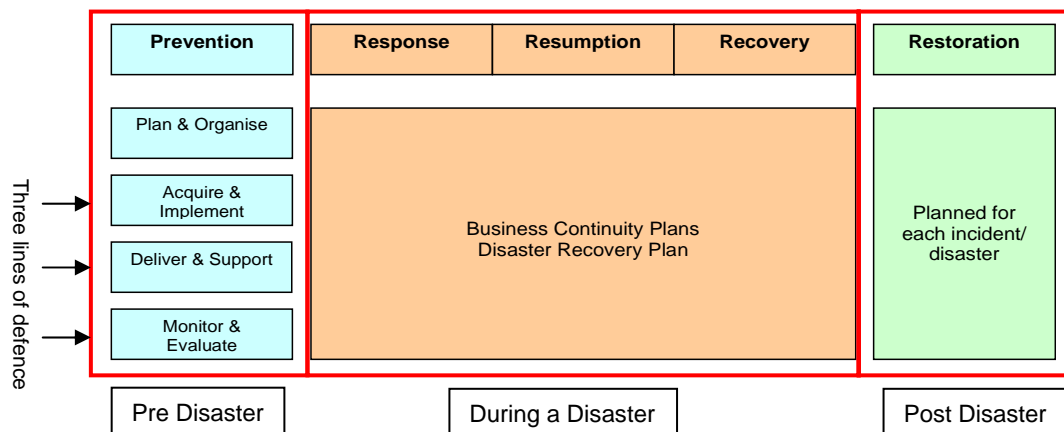 Prevention
Response
Resumption
Recovery
Restoration
Three lines of defence
Plan & Organise
Acquire &
Implement
Deliver & Support
Monitor &
Evaluate
Business Continuity Plans
Disaster Recovery Plan
Planned for
each incident/
disaster
Pre Disaster
During a Disaster
Post Disaster